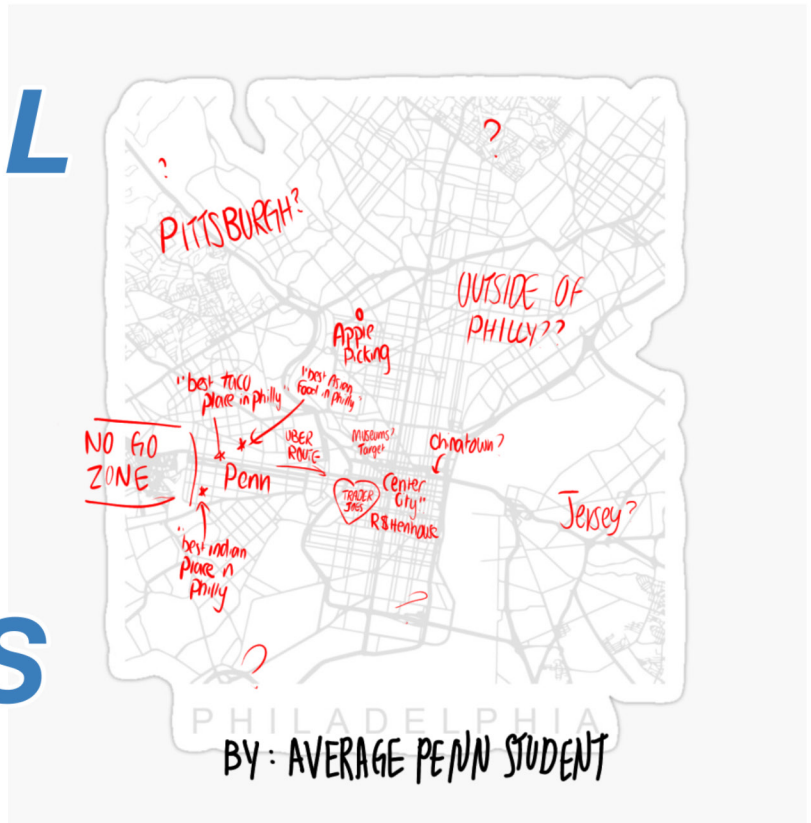 L
?
?
PITTSBURGH?
OUTSIDE OF
PHILLY??
Apple
Picking
"best taco
place in philly"
"best Asian
food in philly"
NO GO
ZONE
Penn
UBER
ROUTE
Museums?
Target
Chnatown?
TRADER
JOES
Center
City"
Rittenhouse
Jersey?
"best indian
place n
philly
?
?
S
PHILADELPHIA
BY: AVERAGE PENN STUDENT